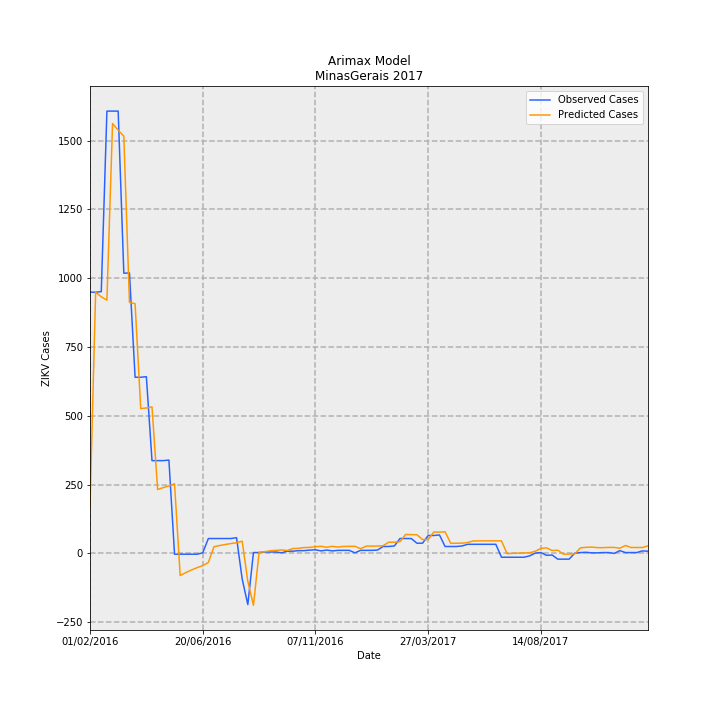 Arimax Model
MinasGerais 2017
Observed Cases
Predicted Cases
1500
1250
1000
750
500
250
0
−250
ZIKV Cases
01/02/2016 20/06/2016 07/11/2016 27/03/2017 14/08/2017
Date